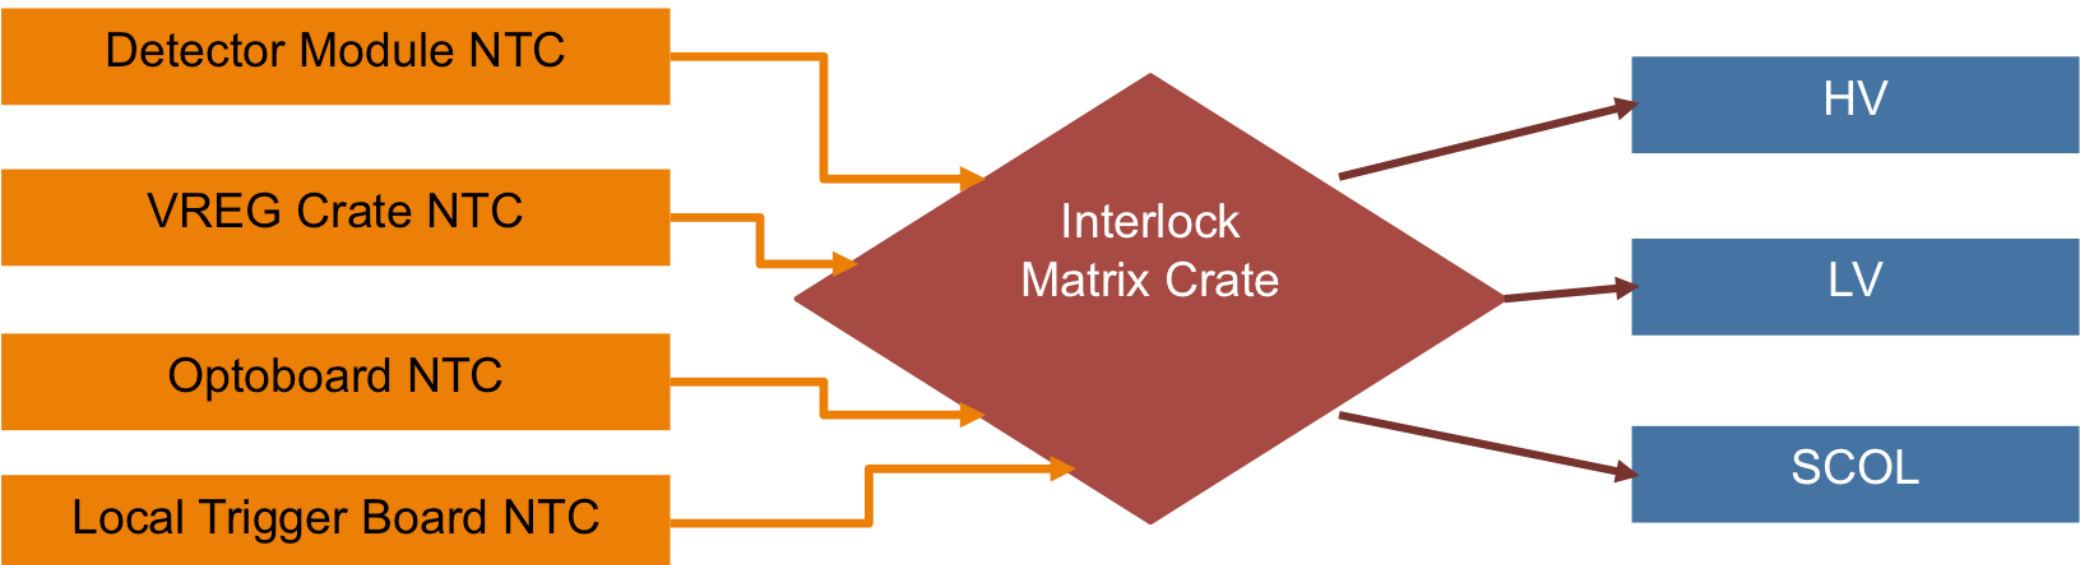 Detector Module NTC
VREG Crate NTC
Optoboard NTC
Local Trigger Board NTC
Interlock
Matrix Crate
HV
LV
SCOL